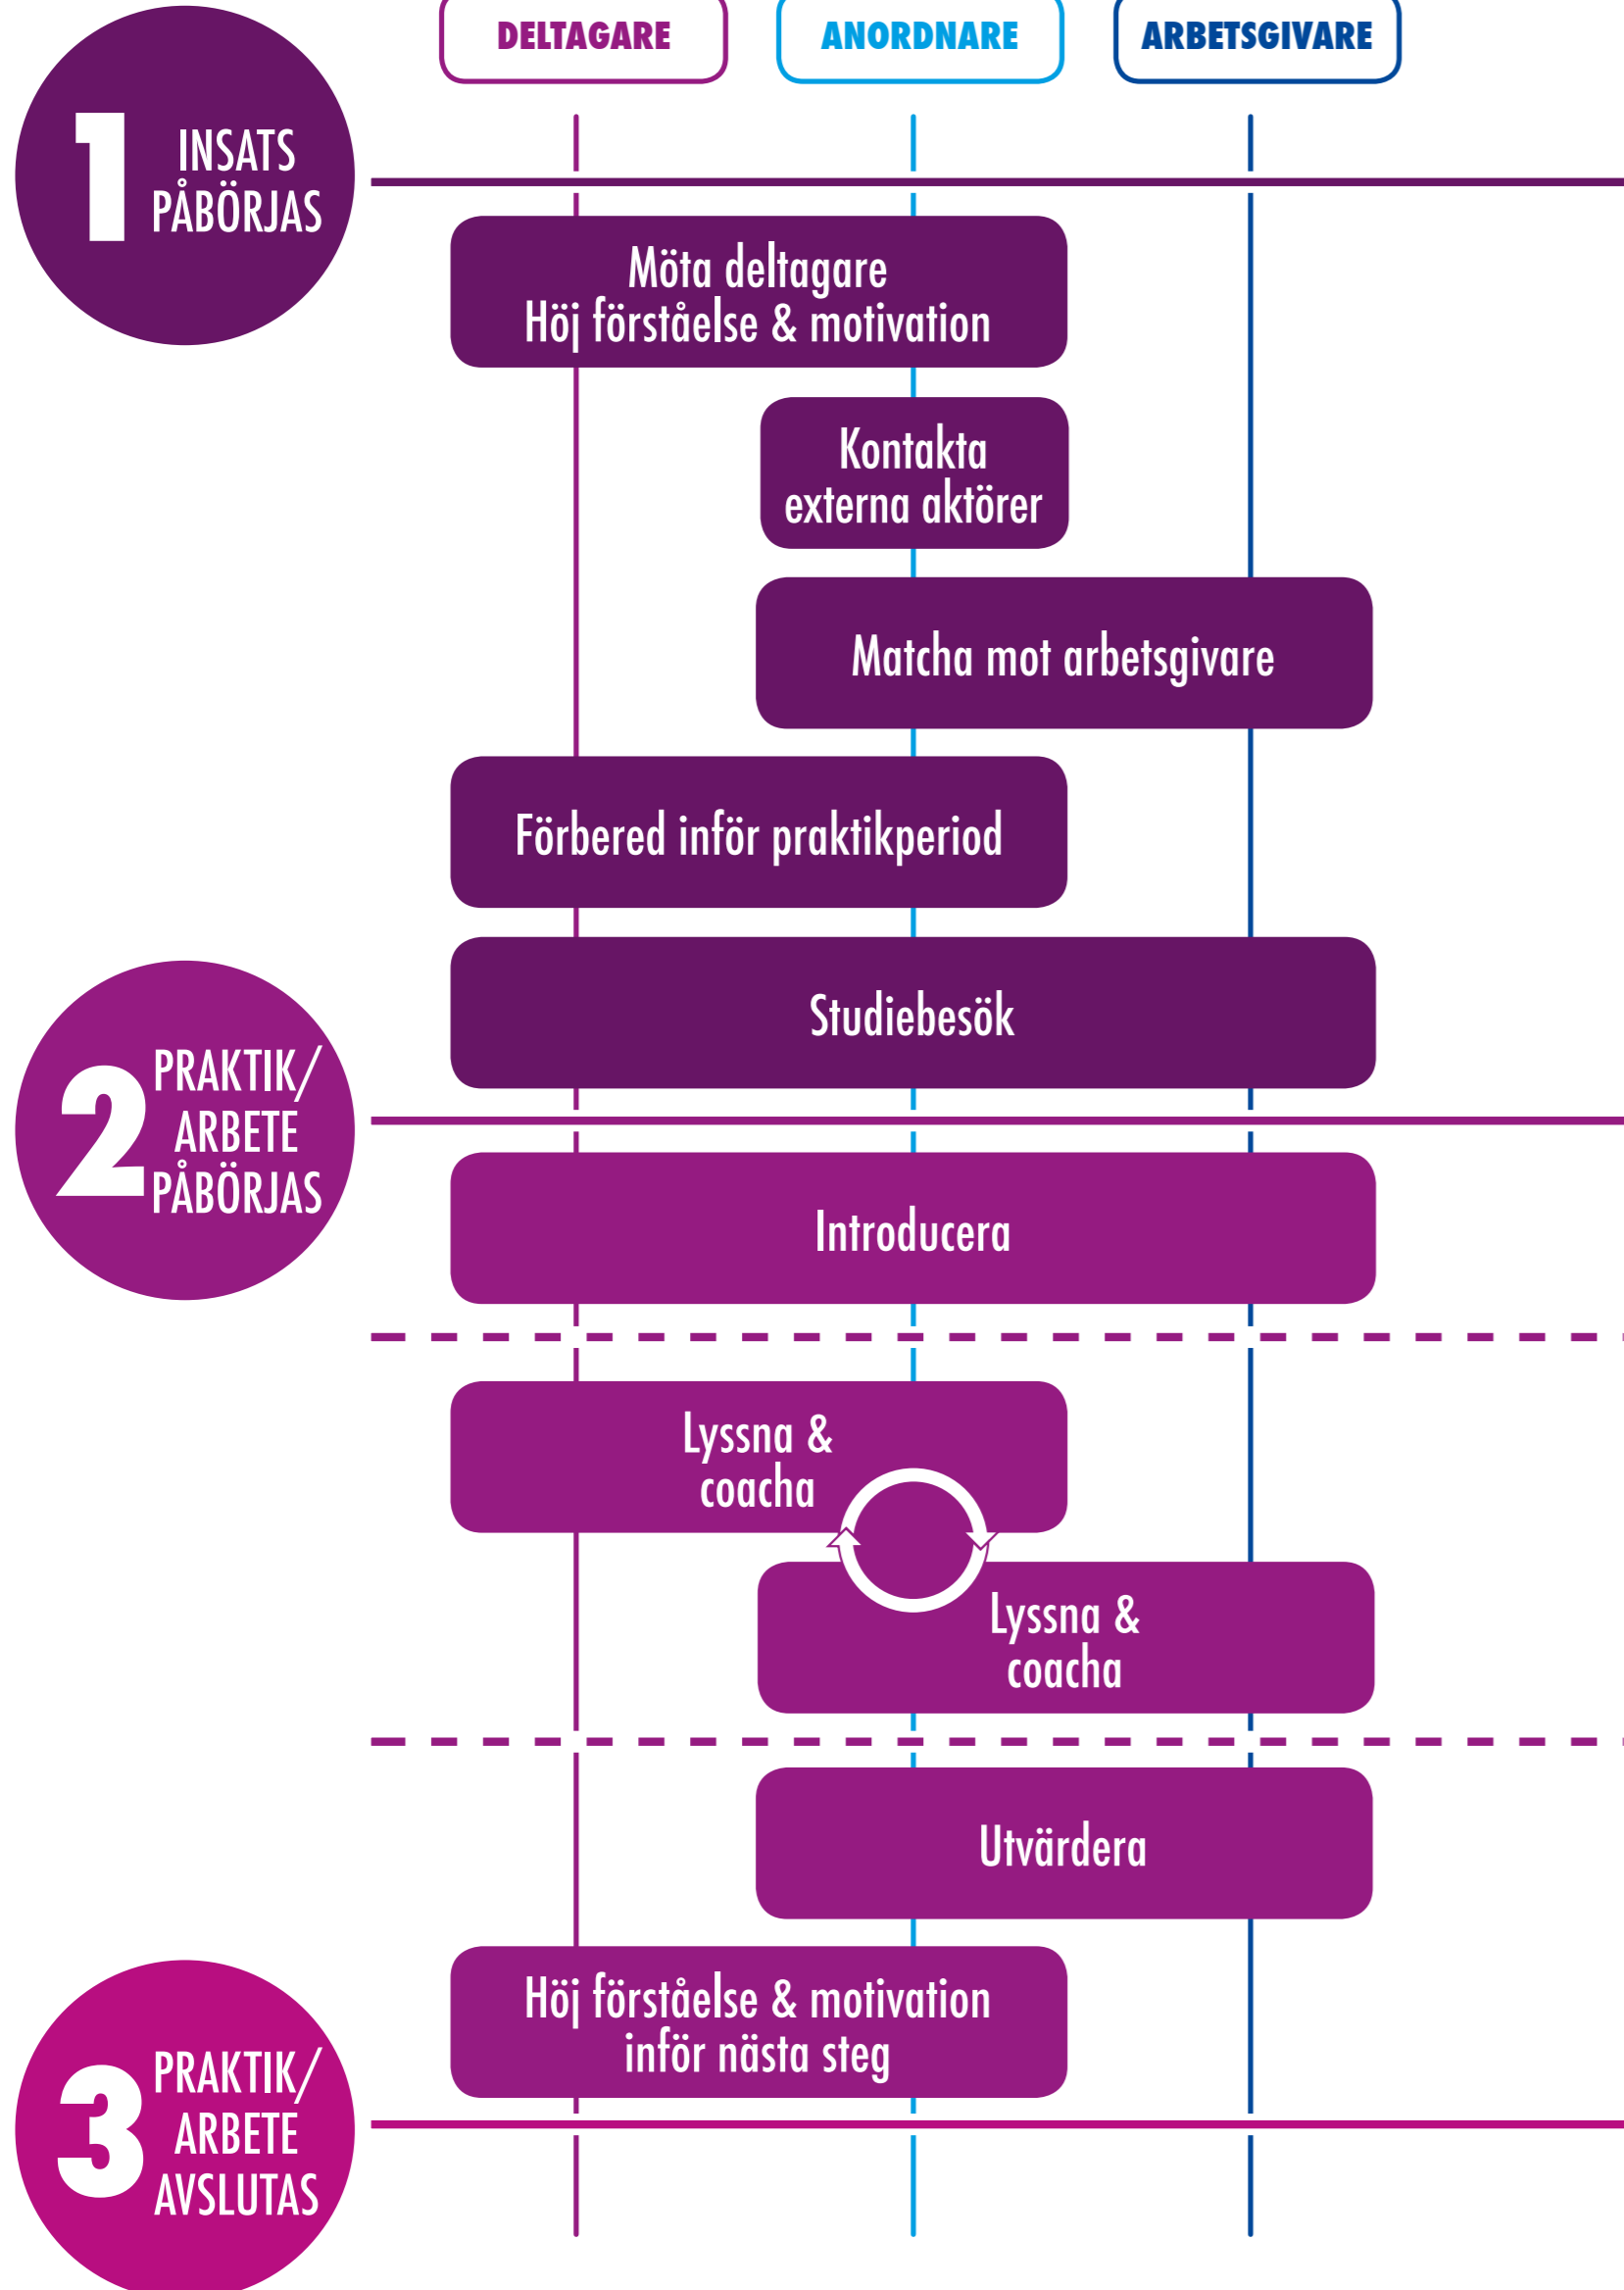 DELTAGARE
ANORDNARE
ARBETSGIVARE
1
INSATS
PÅBÖRJAS
Möta deltagare
Höj förståelse & motivation
Kontakta
externa aktörer
Matcha mot arbetsgivare
Förbered inför praktikperiod
Studiebesök
2
PRAKTIK/
ARBETE
PÅBÖRJAS
Introducera
Lyssna &
coacha
Lyssna &
coacha
Utvärdera
Höj förståelse & motivation
inför nästa steg
3
PRAKTIK/
ARBETE
AVSLUTAS